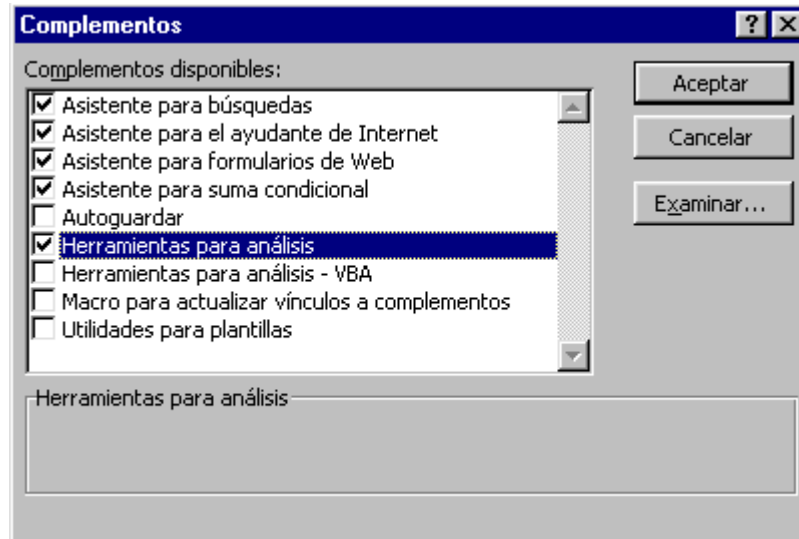 Complementos
Complementos disponibles:
Asistente para búsquedas
Asistente para el ayudante de Internet
Asistente para formularios de Web
Asistente para suma condicional
Autoguardar
Herramientas para análisis
Herramientas para análisis - VBA
Macro para actualizar vínculos a complementos
Utilidades para plantillas
Aceptar
Cancelar
Examinar...
Herramientas para análisis